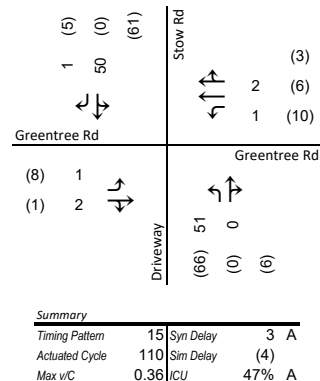 (5) (0) (61)
1 50
Stow Rd
(3)
2 (6)
1 (10)
Greentree Rd
Greentree Rd
(8) 1
(1) 2
Driveway
51 0
(66) (0) (6)
Summary
Timing Pattern 15 Syn Delay 3 A
Actuated Cycle 110 Sim Delay (4)
Max v/C 0.36 ICU 47% A